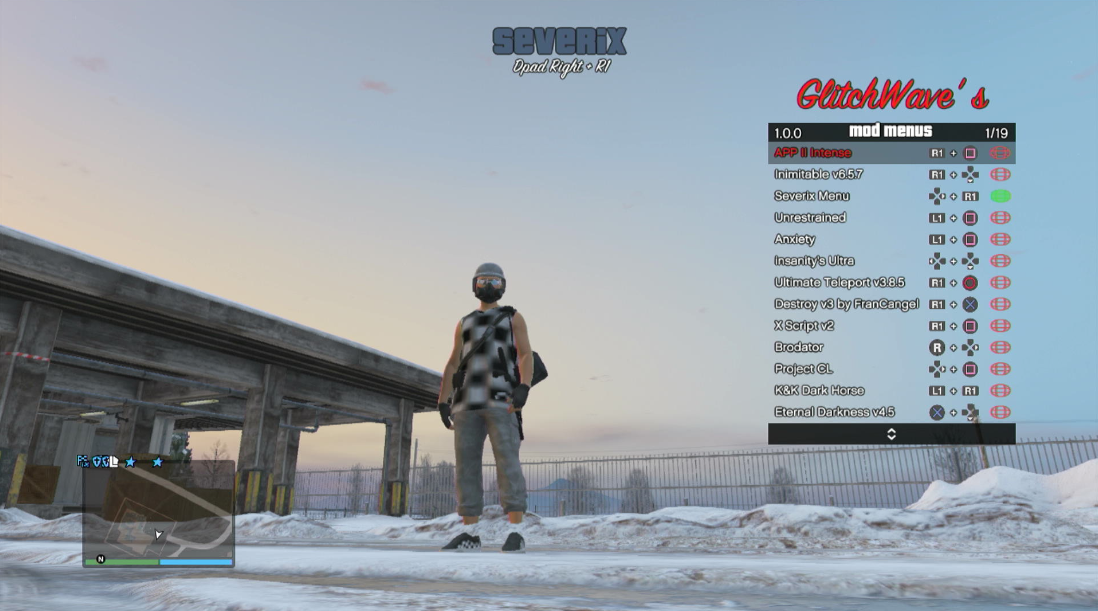 SEVERIX
Dpad Right + R1
GlitchWave's
1.0.0 mod menus 1/19
APP II Intense R1 +
Inimitable v6.5.7 R1 +
Severix Menu + R1
Unrestrained L1 +
Anxiety L1 +
Insanity's Ultra +
Ultimate Teleport v3.8.5 R1 +
Destroy v3 by FranCangel R1 +
X Script v2 R1 +
Brodator R +
Project CL +
K&K Dark Horse L1 + R1
Eternal Darkness v4.5 +
L
N